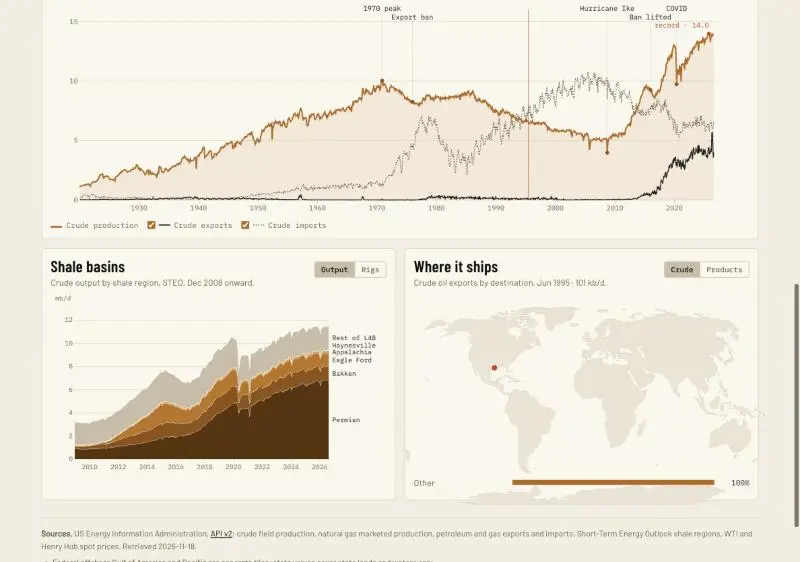 1970 peak
Hurricane Ike
COVID
Export ban
Ban lifted
record · 14.0
15
10
5
0
1930 1940 1950 1960 1970 1980 1990 2000 2010 2020
Crude production Crude exports Crude imports
Shale basins
Output Rigs
Crude output by shale region, STEO. Dec 2008 onward.
mb/d
12
10
8
6
4
2
0
Rest of L48
Haynesville
Appalachia
Eagle Ford
Bakken
Permian
2010 2012 2014 2016 2018 2020 2022 2024 2026
Where it ships
Crude Products
Crude oil exports by destination, Jun 1995 · 101 kb/d.
Other 100%
Sources. US Energy Information Administration, API v2: crude field production, natural gas marketed production, petroleum and gas exports and imports, Short-Term Energy Outlook shale regions, WTI and
Henry Hub spot prices. Retrieved 2026-11-18.